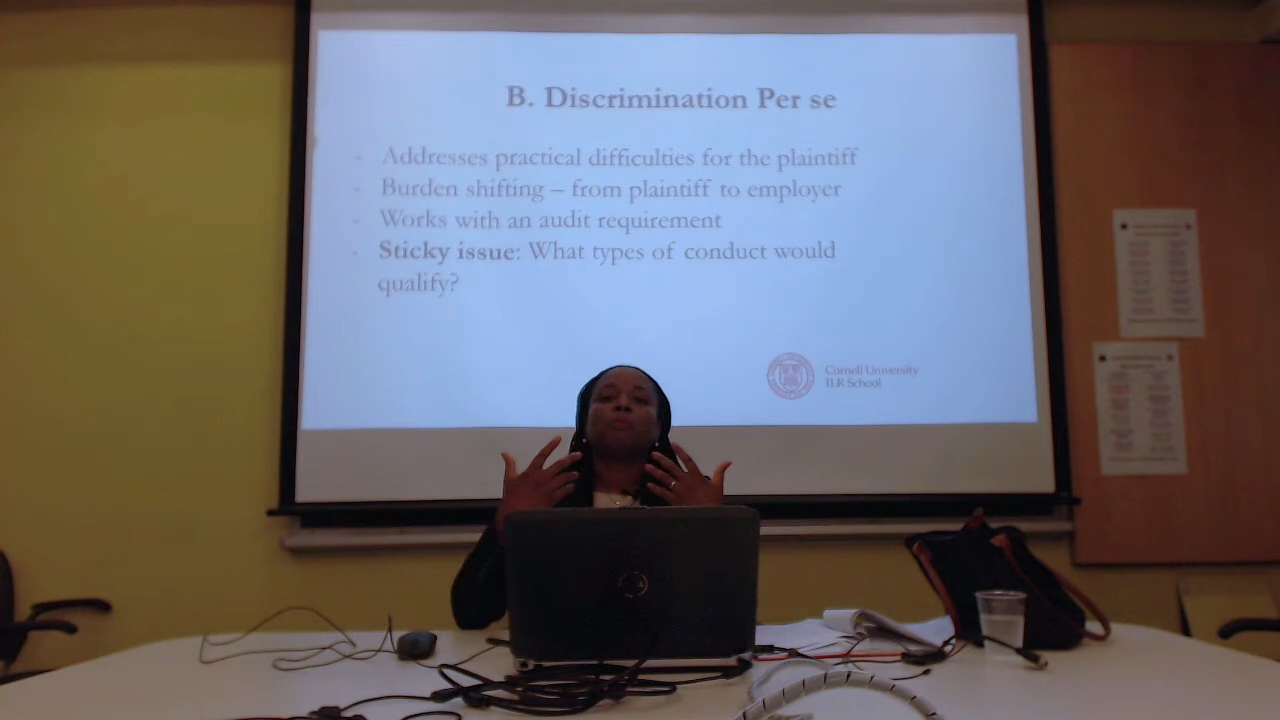 B. Discrimination Per se
- Addresses practical difficulties for the plaintiff
- Burden shifting – from plaintiff to employer
- Works with an audit requirement
- Sticky issue: What types of conduct would
qualify?
Cornell University
ILR School